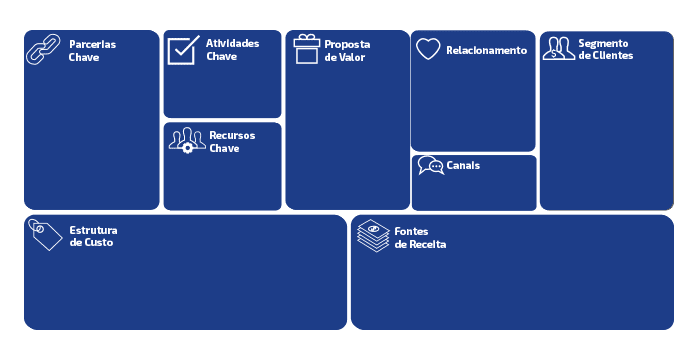 Parcerias
Chave
Atividades
Chave
Recursos
Chave
Proposta
de Valor
Relacionamento
Canais
Segmento
de Clientes
Estrutura
de Custo
Fontes
de Receita